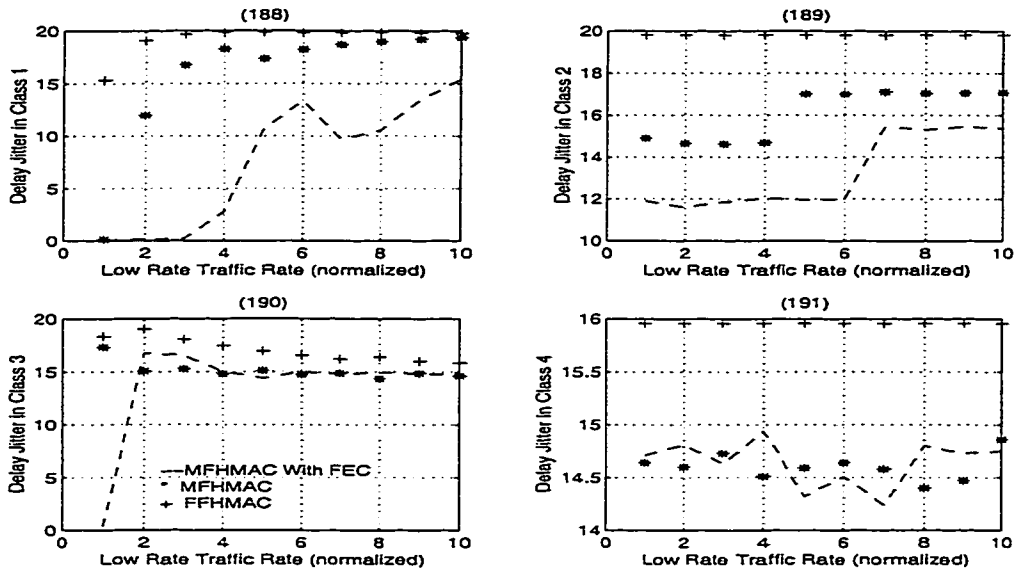 (188)
Delay Jitter in Class 1
20
15
10
5
0
0 2 4 6 8 10
Low Rate Traffic Rate (normalized)
(189)
Delay Jitter in Class 2
20
18
16
14
12
10
0 2 4 6 8 10
Low Rate Traffic Rate (normalized)
(190)
Delay Jitter in Class 3
20
15
10
5
0
MFHMAC With FEC
MFHMAC
FFHMAC
0 2 4 6 8 10
Low Rate Traffic Rate (normalized)
(191)
Delay Jitter in Class 4
16
15.5
15
14.5
14
0 2 4 6 8 10
Low Rate Traffic Rate (normalized)